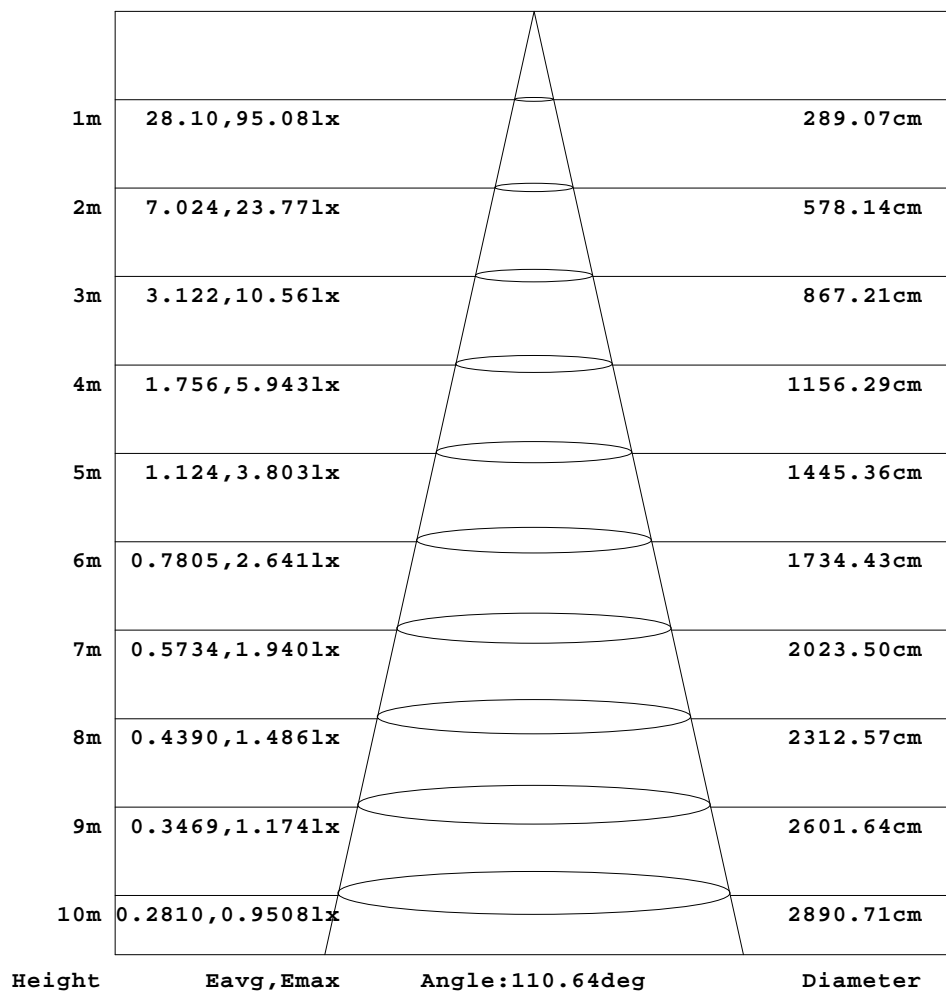 1m 28.10,95.08lx 289.07cm
2m 7.024,23.77lx 578.14cm
3m 3.122,10.56lx 867.21cm
4m 1.756,5.943lx 1156.29cm
5m 1.124,3.803lx 1445.36cm
6m 0.7805,2.641lx 1734.43cm
7m 0.5734,1.940lx 2023.50cm
8m 0.4390,1.486lx 2312.57cm
9m 0.3469,1.174lx 2601.64cm
10m 0.2810,0.9508lx 2890.71cm
Height Eavg,Emax Angle:110.64deg Diameter